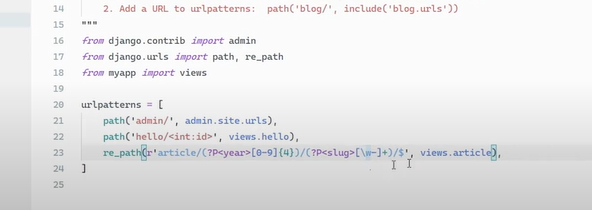 14 2. Add a URL to urlpatterns: path('blog/', include('blog.urls'))
15 """
16 from django.contrib import admin
17 from django.urls import path, re_path
18 from myapp import views
19
20 urlpatterns = [
21 path('admin/', admin.site.urls),
22 path('hello/<int:id>', views.hello),
23 re_path(r'article/(?P<year>[0-9]{4})/(?P<slug>[\w-]+)/$', views.article),
24 ]
25